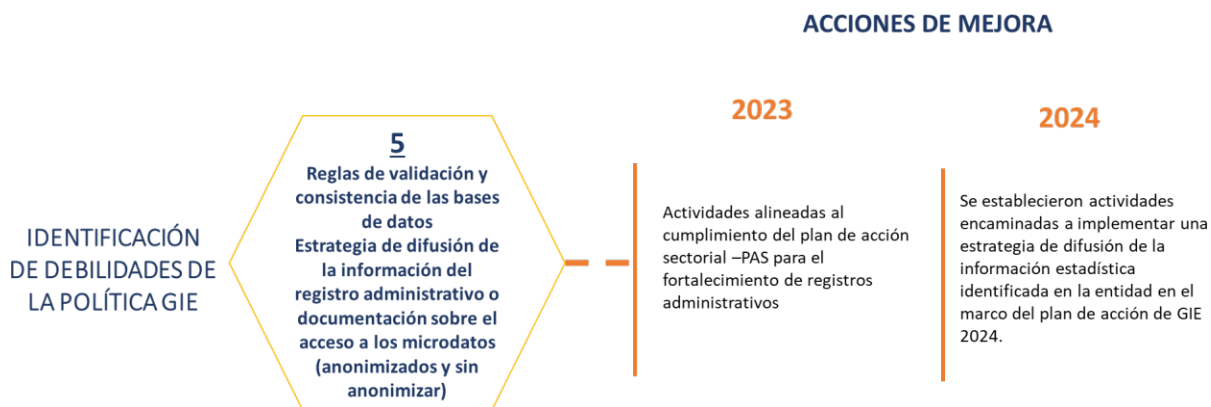 ACCIONES DE MEJORA
IDENTIFICACIÓN
DE DEBILIDADES DE
LA POLÍTICA GIE
5
Reglas de validación y
consistencia de las bases
de datos
Estrategia de difusión de
la información del
registro administrativo o
documentación sobre el
acceso a los microdatos
(anonimizados y sin
anonimizar)
2023
Actividades alineadas al
cumplimiento del plan de acción
sectorial –PAS para el
fortalecimiento de registros
administrativos
2024
Se establecieron actividades
encaminadas a implementar una
estrategia de difusión de la
información estadística
identificada en la entidad en el
marco del plan de acción de GIE
2024.